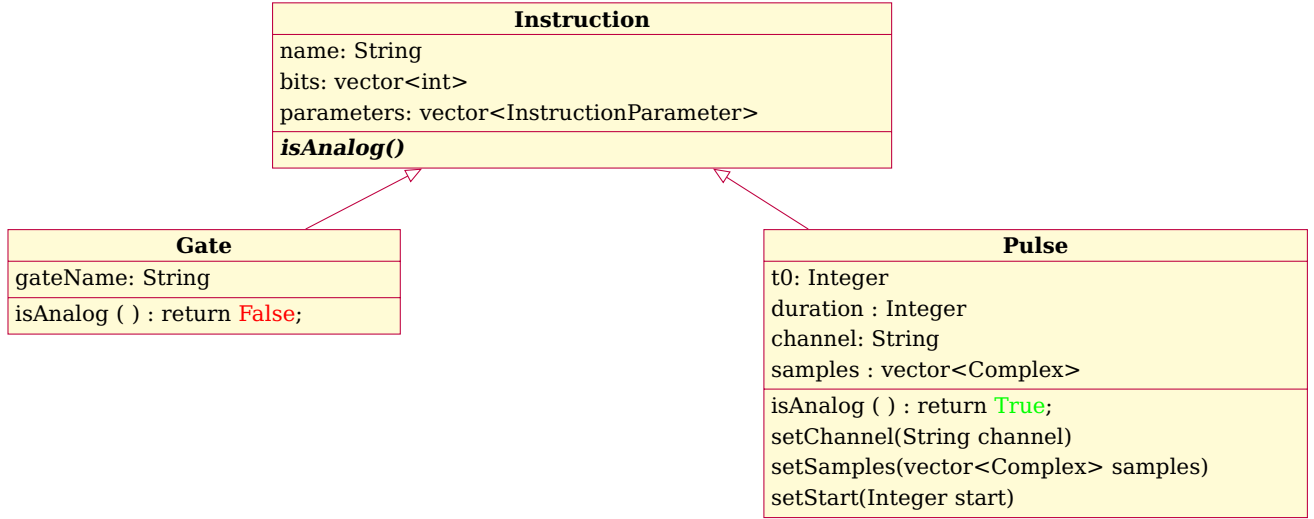 Instruction
name: String
bits: vector<int>
parameters: vector<InstructionParameter>
isAnalog()
Gate
gateName: String
isAnalog ( ) : return False;
Pulse
t0: Integer
duration : Integer
channel: String
samples : vector<Complex>
isAnalog ( ) : return True;
setChannel(String channel)
setSamples(vector<Complex> samples)
setStart(Integer start)